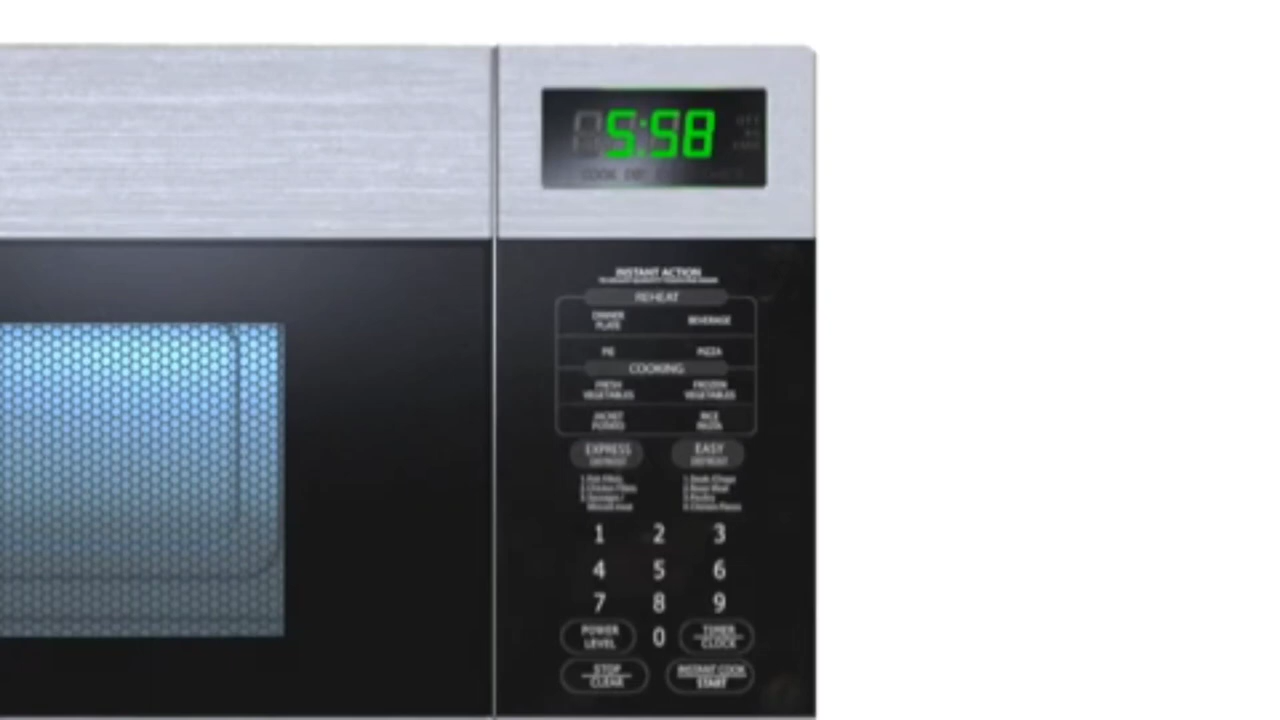 5:58
INSTANT ACTION
REHEAT
DINNER BEVERAGE
PLATE
PIE PIZZA
COOKING
FRESH FROZEN
VEGETABLES VEGETABLES
JACKET RICE
POTATO PASTA
EXPRESS EASY
DEFROST DEFROST
1 2 3
4 5 6
7 8 9
POWER 0 TIMER
LEVEL CLOCK
STOP INSTANT COOK
CLEAR START